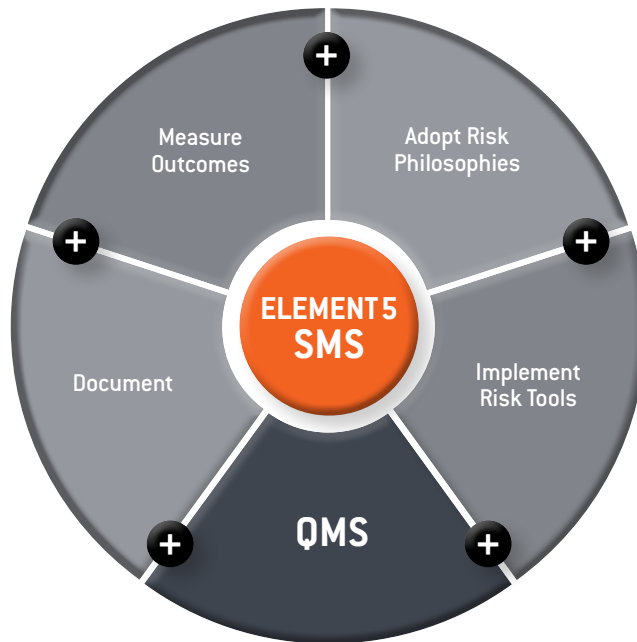 Measure
Outcomes
Adopt Risk
Philosophies
ELEMENT 5
SMS
Document
Implement
Risk Tools
QMS
+
+
+
+
+